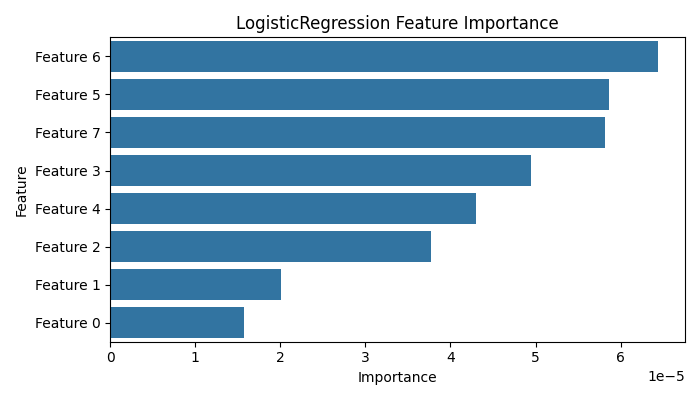 LogisticRegression Feature Importance
Feature 6
Feature 5
Feature 7
Feature 3
Feature 4
Feature 2
Feature 1
Feature 0
Feature
0 1 2 3 4 5 6
1e−5
Importance